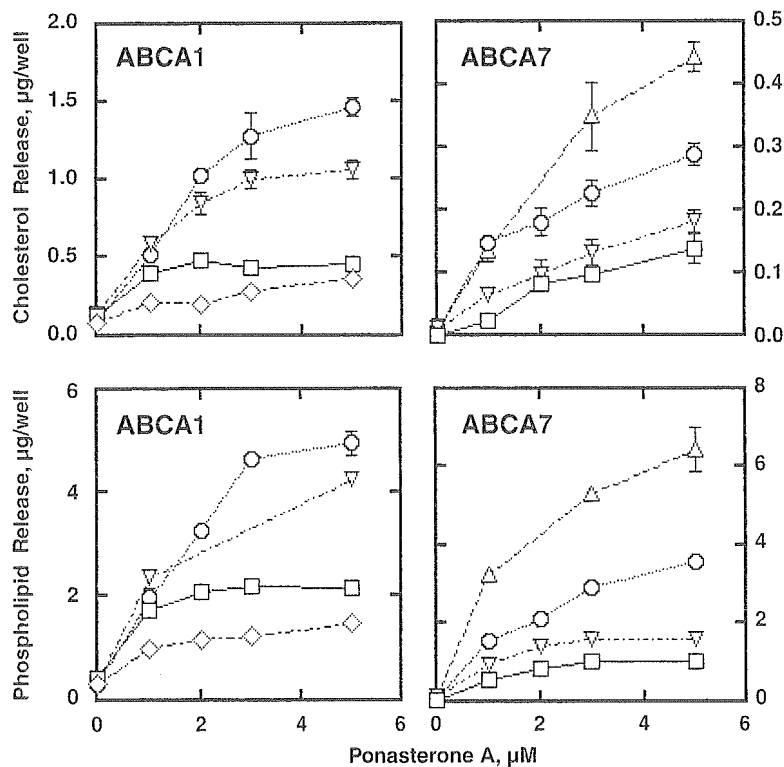 2.0
1.5
1.0
0.5
0.0
Cholesterol Release, µg/well
ABCA1
ABCA7
0.5
0.4
0.3
0.2
0.1
0.0
6
4
2
0
Phospholipid Release, µg/well
ABCA1
ABCA7
8
6
4
2
0
0 2 4 6 0 2 4 6
Ponasterone A, µM